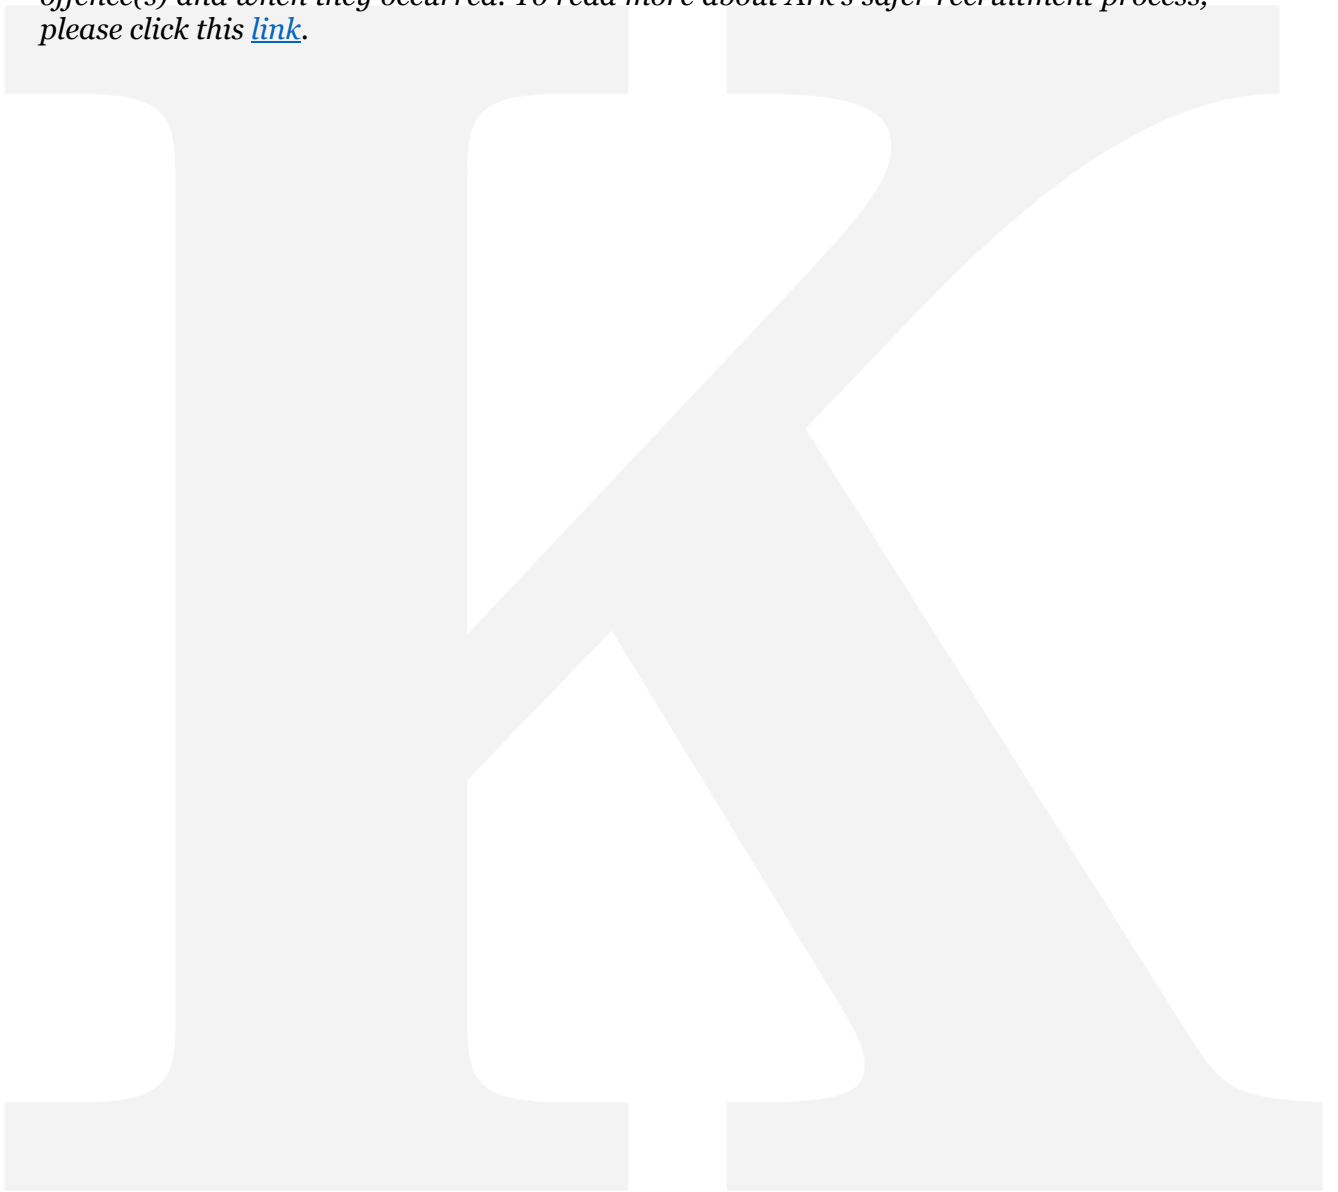 offence(s) and when they occurred. To read more about Ark's safer recruitment process,
please click this link.
K